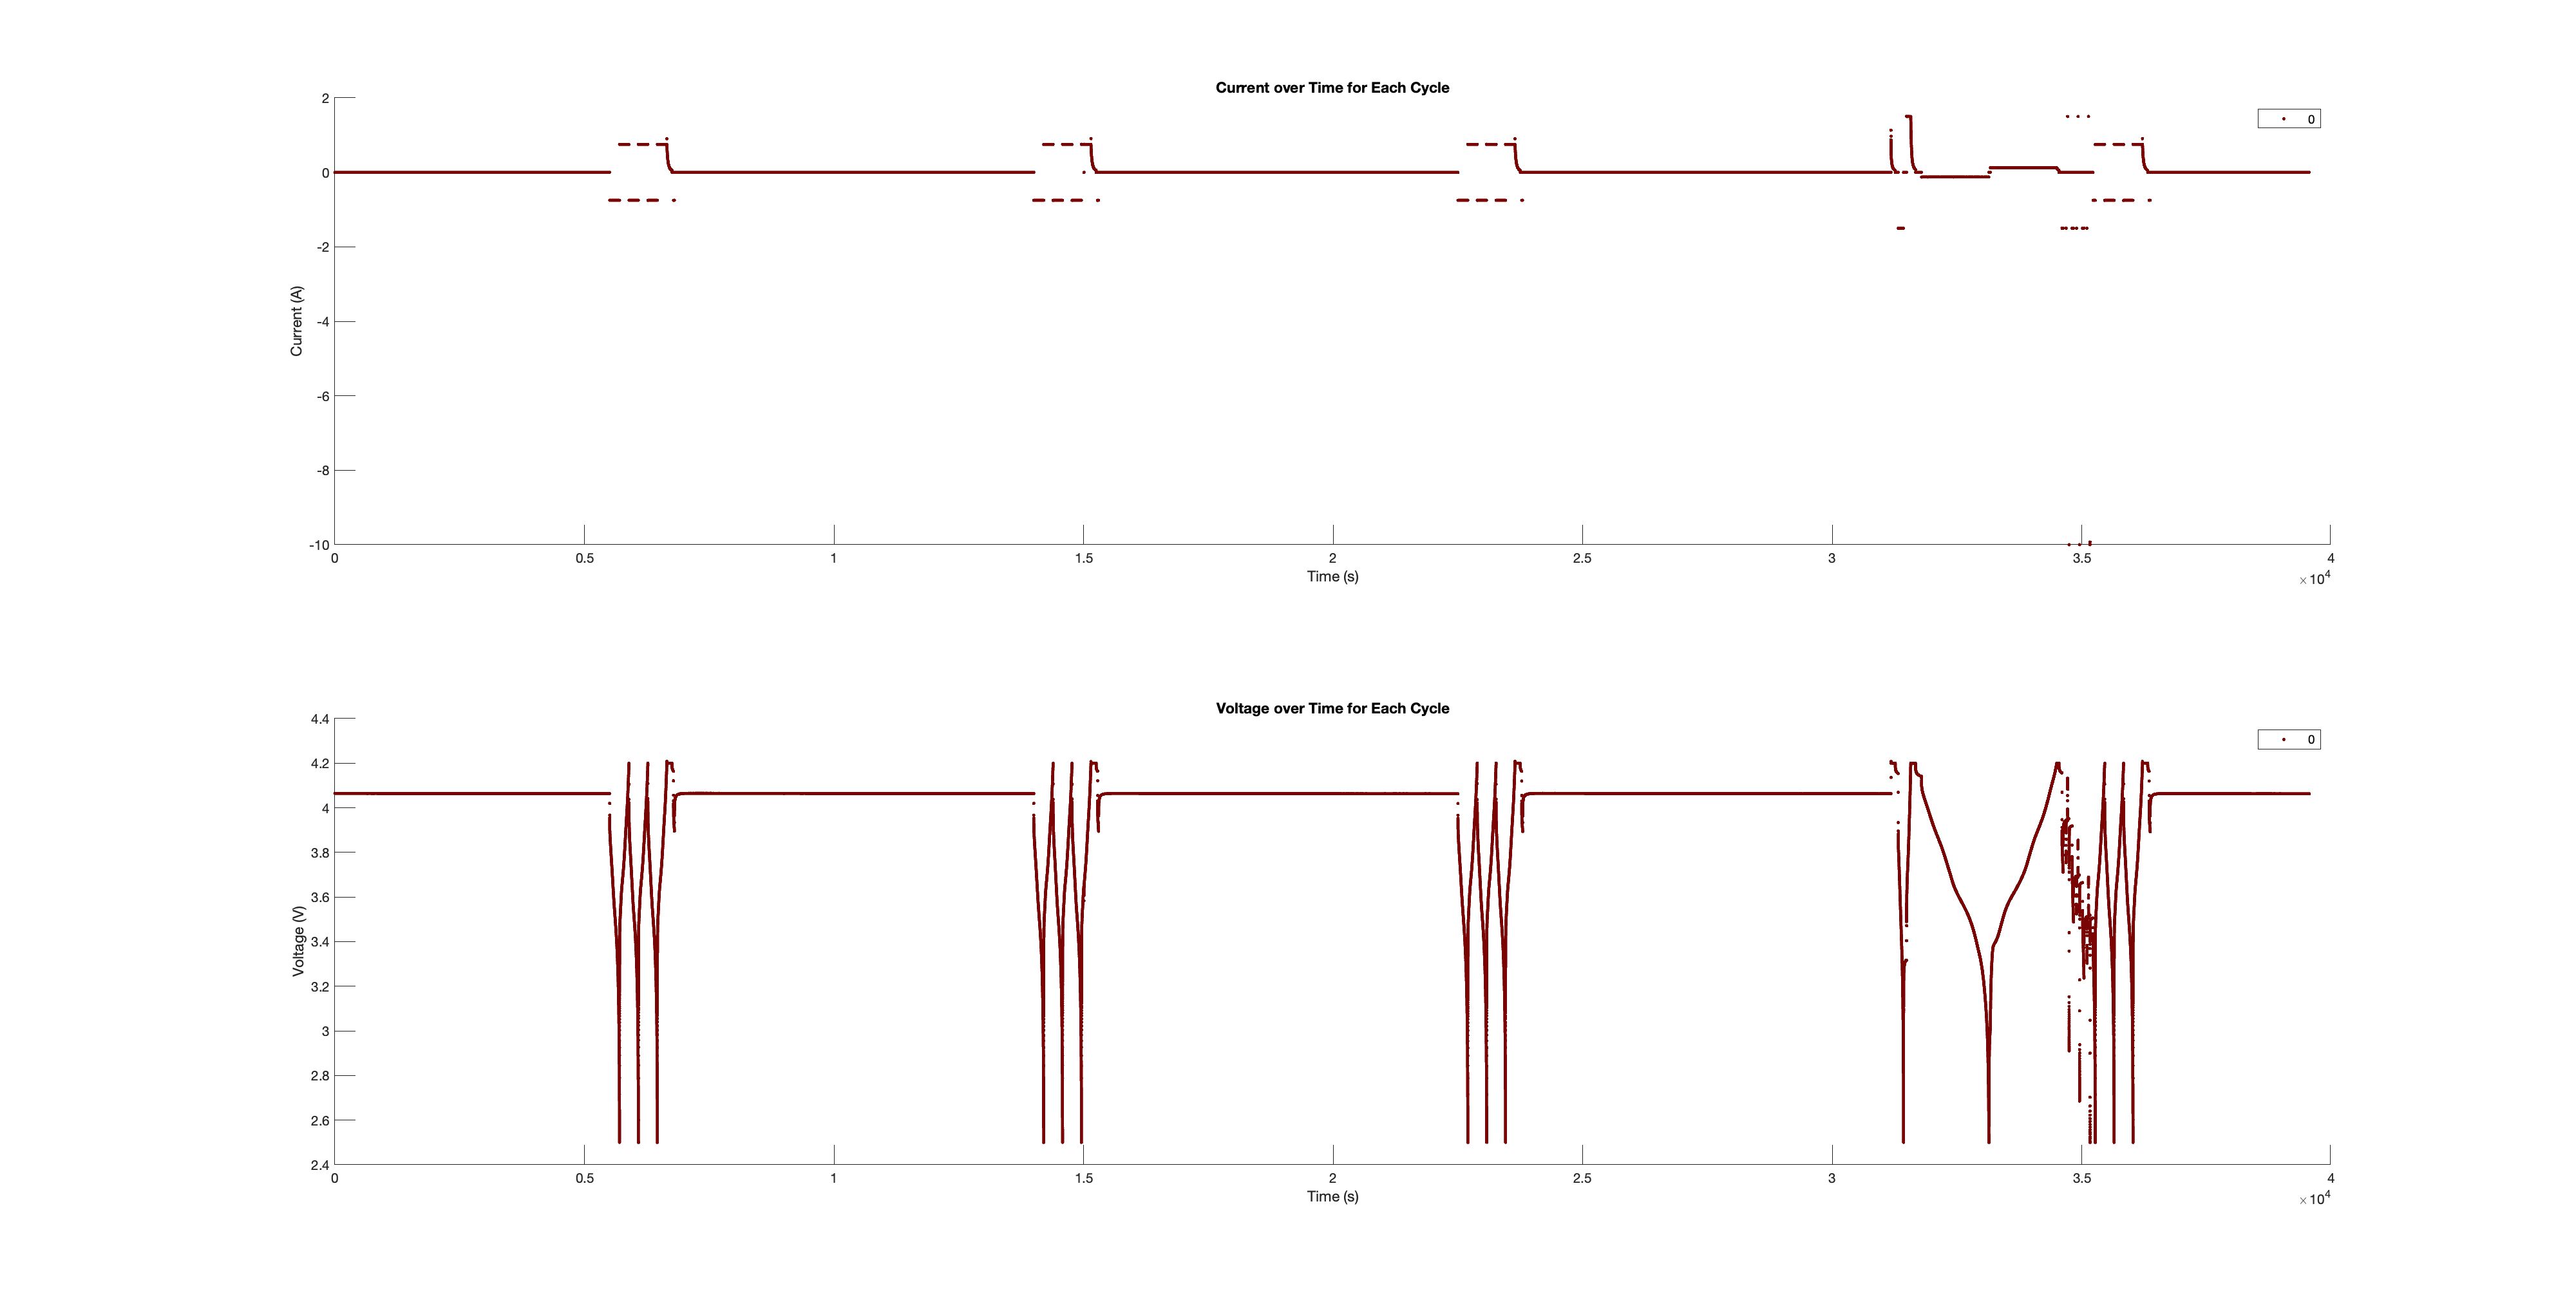 Current over Time for Each Cycle
2
0
-2
-4
-6
-8
-10
Current (A)
0
0 0.5 1 1.5 2 2.5 3 3.5 4
Time (s)
×10^4
Voltage over Time for Each Cycle
4.4
4.2
4
3.8
3.6
3.4
3.2
3
2.8
2.6
2.4
Voltage (V)
0
0 0.5 1 1.5 2 2.5 3 3.5 4
Time (s)
×10^4